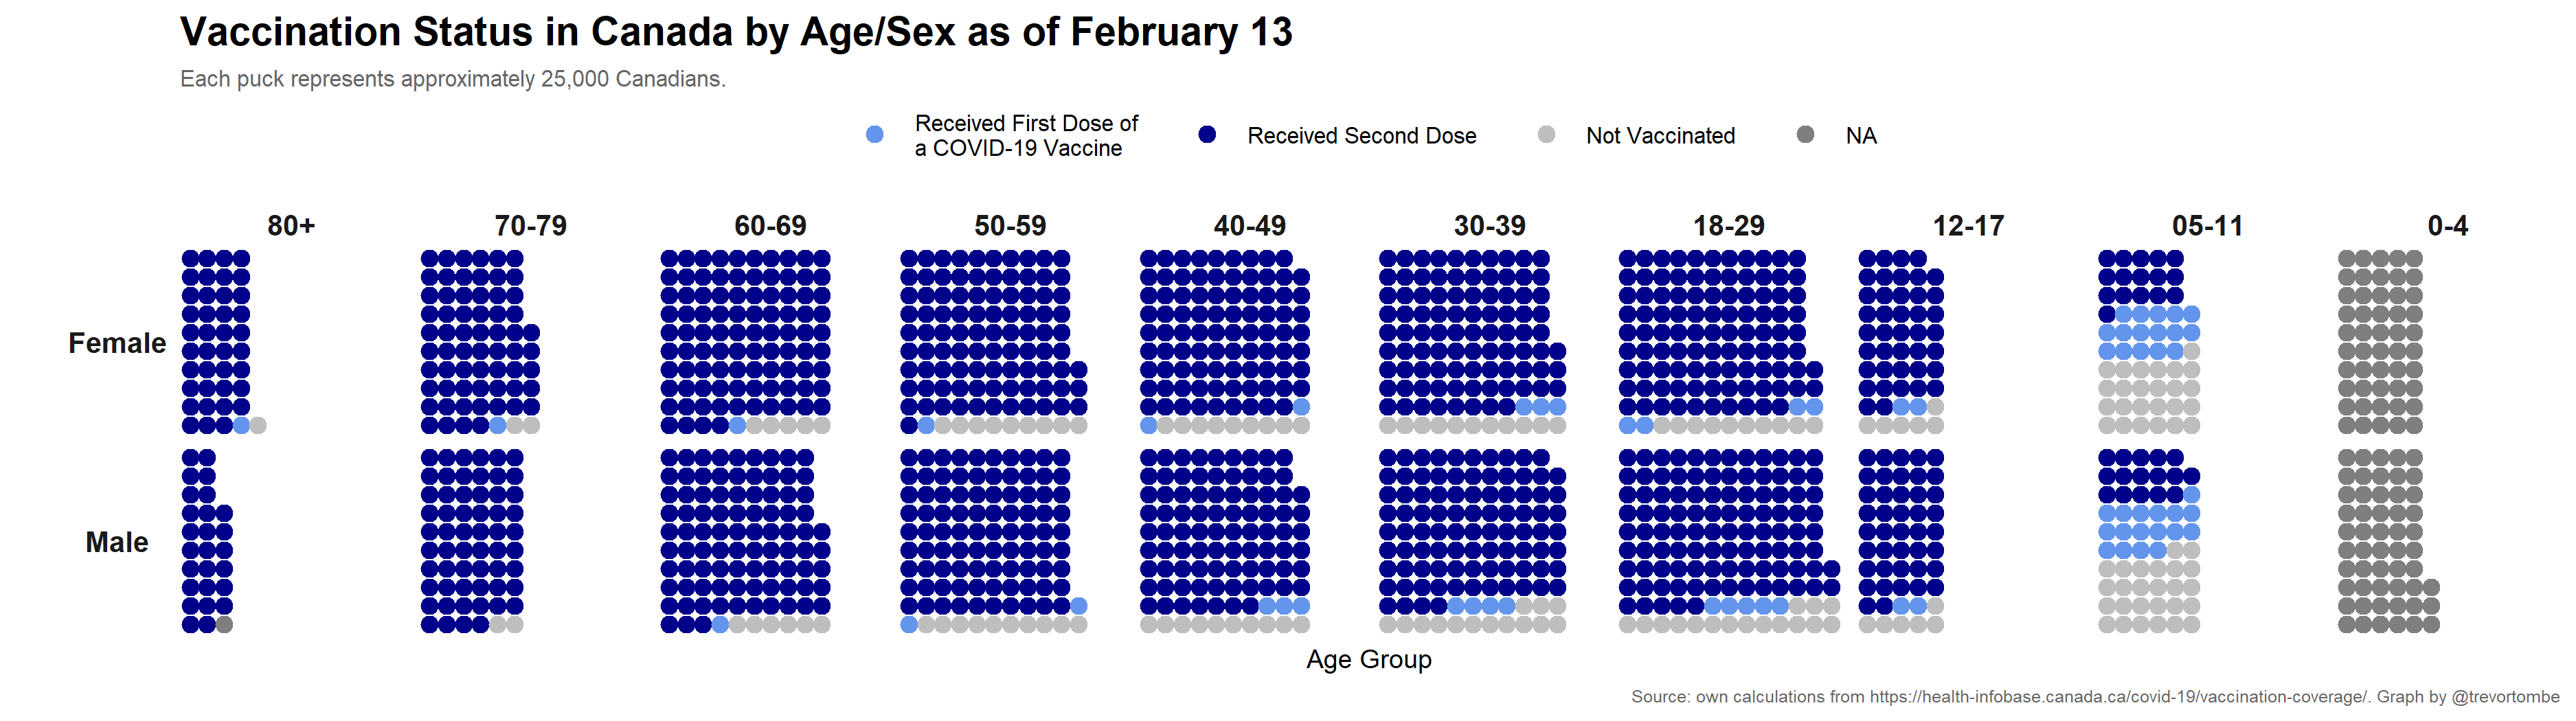 Vaccination Status in Canada by Age/Sex as of February 13
Each puck represents approximately 25,000 Canadians.
Received First Dose of
a COVID-19 Vaccine
Received Second Dose
Not Vaccinated
NA
80+
70-79
60-69
50-59
40-49
30-39
18-29
12-17
05-11
0-4
Female
Male
Age Group
Source: own calculations from https://health-infobase.canada.ca/covid-19/vaccination-coverage/. Graph by @trevortombe